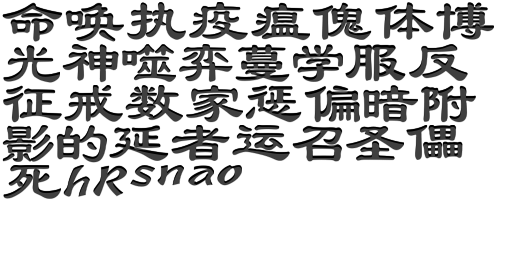 命唤执疫瘟傀体博
光神噬弈蔓学服反
征戒数家惩偏暗附
影的延者运召圣儡
死hRsnao